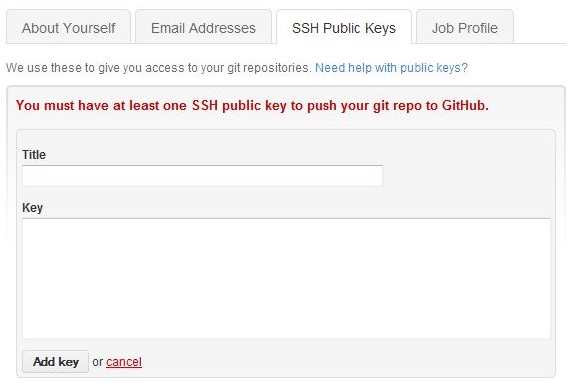 About Yourself Email Addresses SSH Public Keys Job Profile
We use these to give you access to your git repositories. Need help with public keys?
You must have at least one SSH public key to push your git repo to GitHub.
Title
Key
Add key or cancel